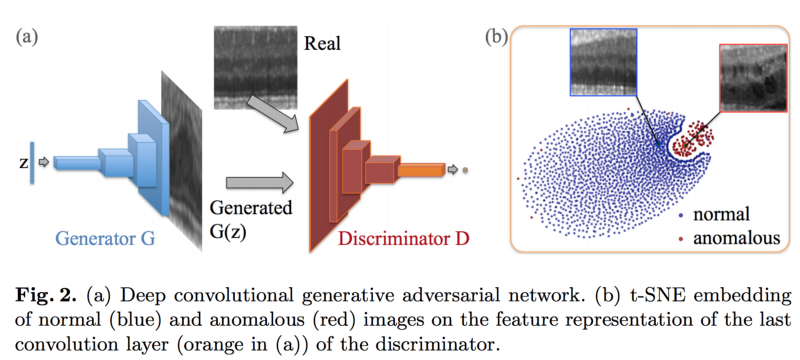 (a)
Real
z
Generated
G(z)
Generator G
Discriminator D
(b)
normal
anomalous
Fig. 2. (a) Deep convolutional generative adversarial network. (b) t-SNE embedding
of normal (blue) and anomalous (red) images on the feature representation of the last
convolution layer (orange in (a)) of the discriminator.